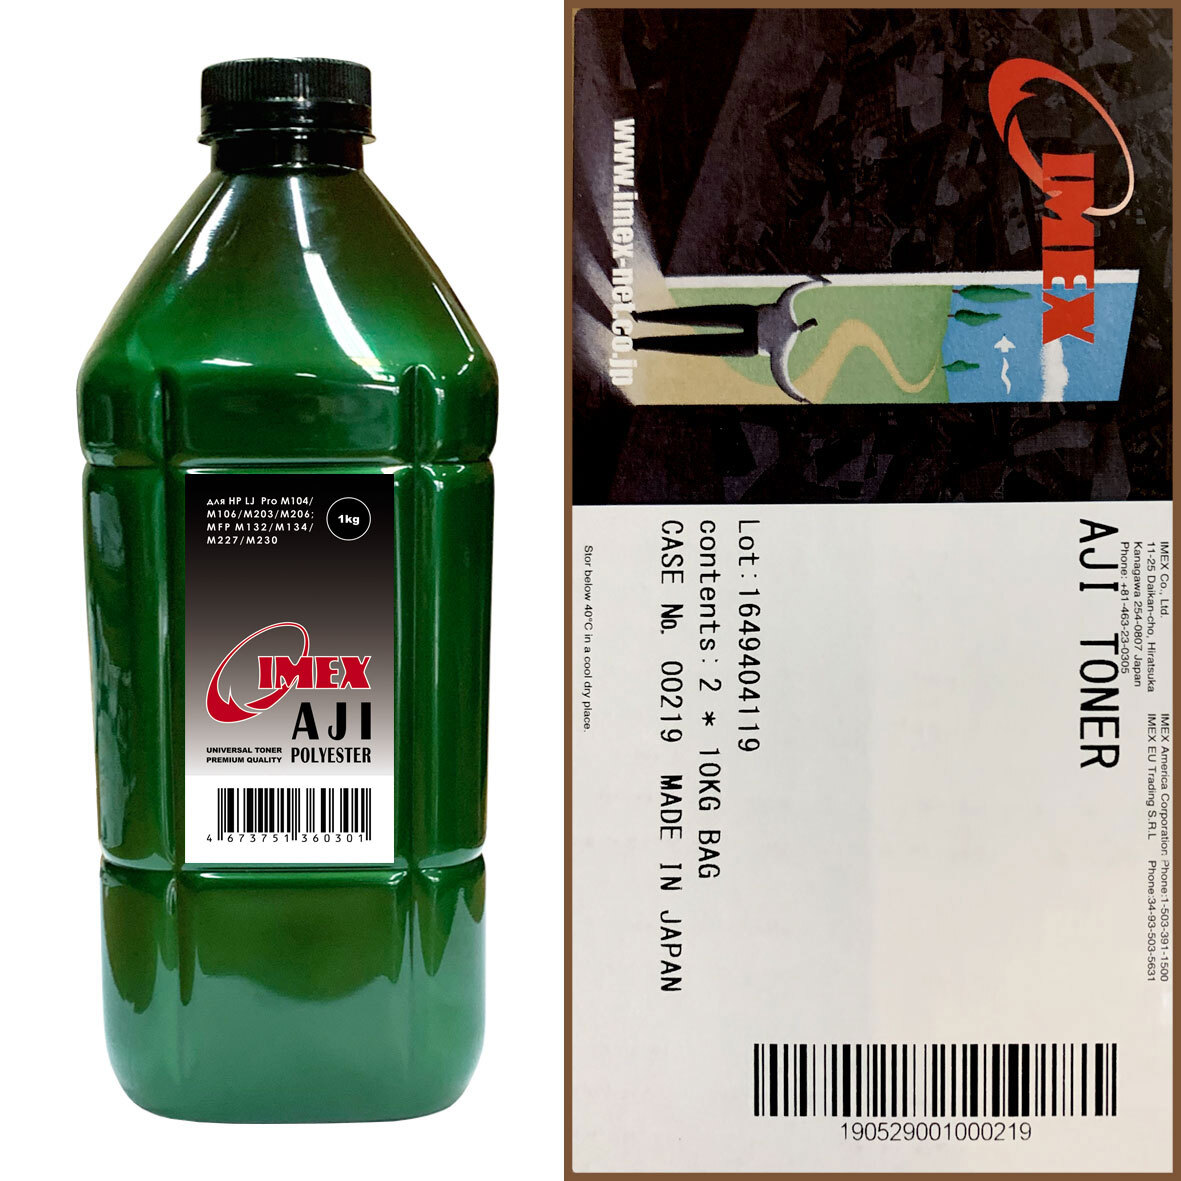 для HP LJ Pro M104/
M106/M203/M206;
MFP M132/M134/
M227/M230
1kg
IMEX
AJI
UNIVERSAL TONER
PREMIUM QUALITY
POLYESTER
4 673751 360301
IMEX
www.imex-net.co.jp
IMEX Co., Ltd.
11-25 Daikan-cho, Hiratsuka
Kanagawa 254-0807 Japan
Phone: +81-463-23-0305
IMEX America Corporation Phone:1-503-391-1500
IMEX EU Trading S.R.L Phone:34-93-503-5631
AJI TONER
Lot:1649404119
contents: 2 * 10KG BAG
CASE No. 00219 MADE IN JAPAN
Stor below 40°C in a cool dry place.
190529001000219